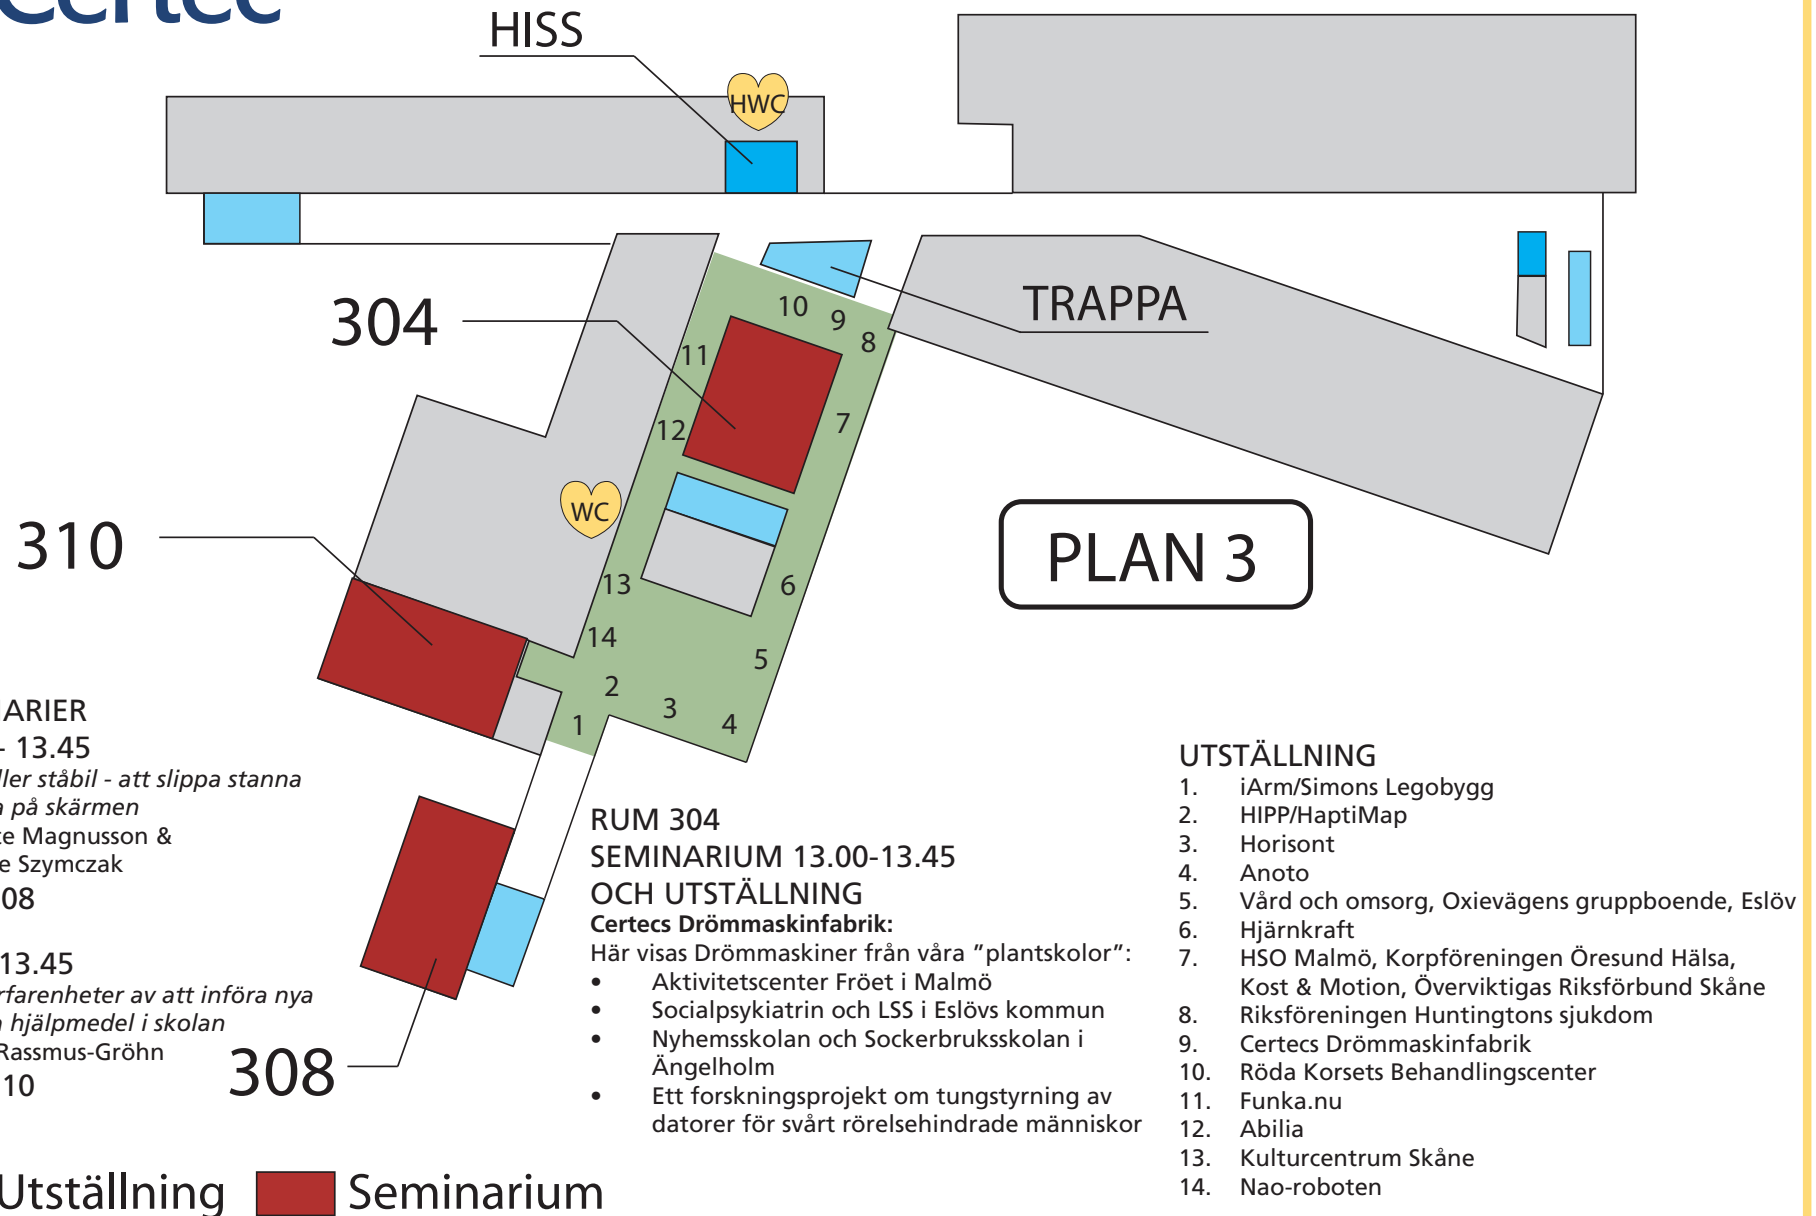 Certec
HISS
HWC
TRAPPA
304
10
9
8
11
7
12
WC
310
PLAN 3
13
6
14
5
2
3
1
4
308
ARIER
- 13.45
ller ståbil - att slippa stanna
på skärmen
Magnusson &
Szymczak
08
13.45
rfarenheter av att införa nya
hjälpmedel i skolan
Rassmus-Gröhn
10
RUM 304
SEMINARIUM 13.00-13.45
OCH UTSTÄLLNING
Certecs Drömmaskinfabrik:
Här visas Drömmaskiner från våra ”plantskolor”:
• Aktivitetscenter Fröet i Malmö
• Socialpsykiatrin och LSS i Eslövs kommun
• Nyhemsskolan och Sockerbruksskolan i
Ängelholm
• Ett forskningsprojekt om tungstyrning av
datorer för svårt rörelsehindrade människor
UTSTÄLLNING
1. iArm/Simons Legobygg
2. HIPP/HaptiMap
3. Horisont
4. Anoto
5. Vård och omsorg, Oxievägens gruppboende, Eslöv
6. Hjärnkraft
7. HSO Malmö, Korpföreningen Öresund Hälsa,
Kost & Motion, Överviktigas Riksförbund Skåne
8. Riksföreningen Huntingtons sjukdom
9. Certecs Drömmaskinfabrik
10. Röda Korsets Behandlingscenter
11. Funka.nu
12. Abilia
13. Kulturcentrum Skåne
14. Nao-roboten
Utställning
Seminarium